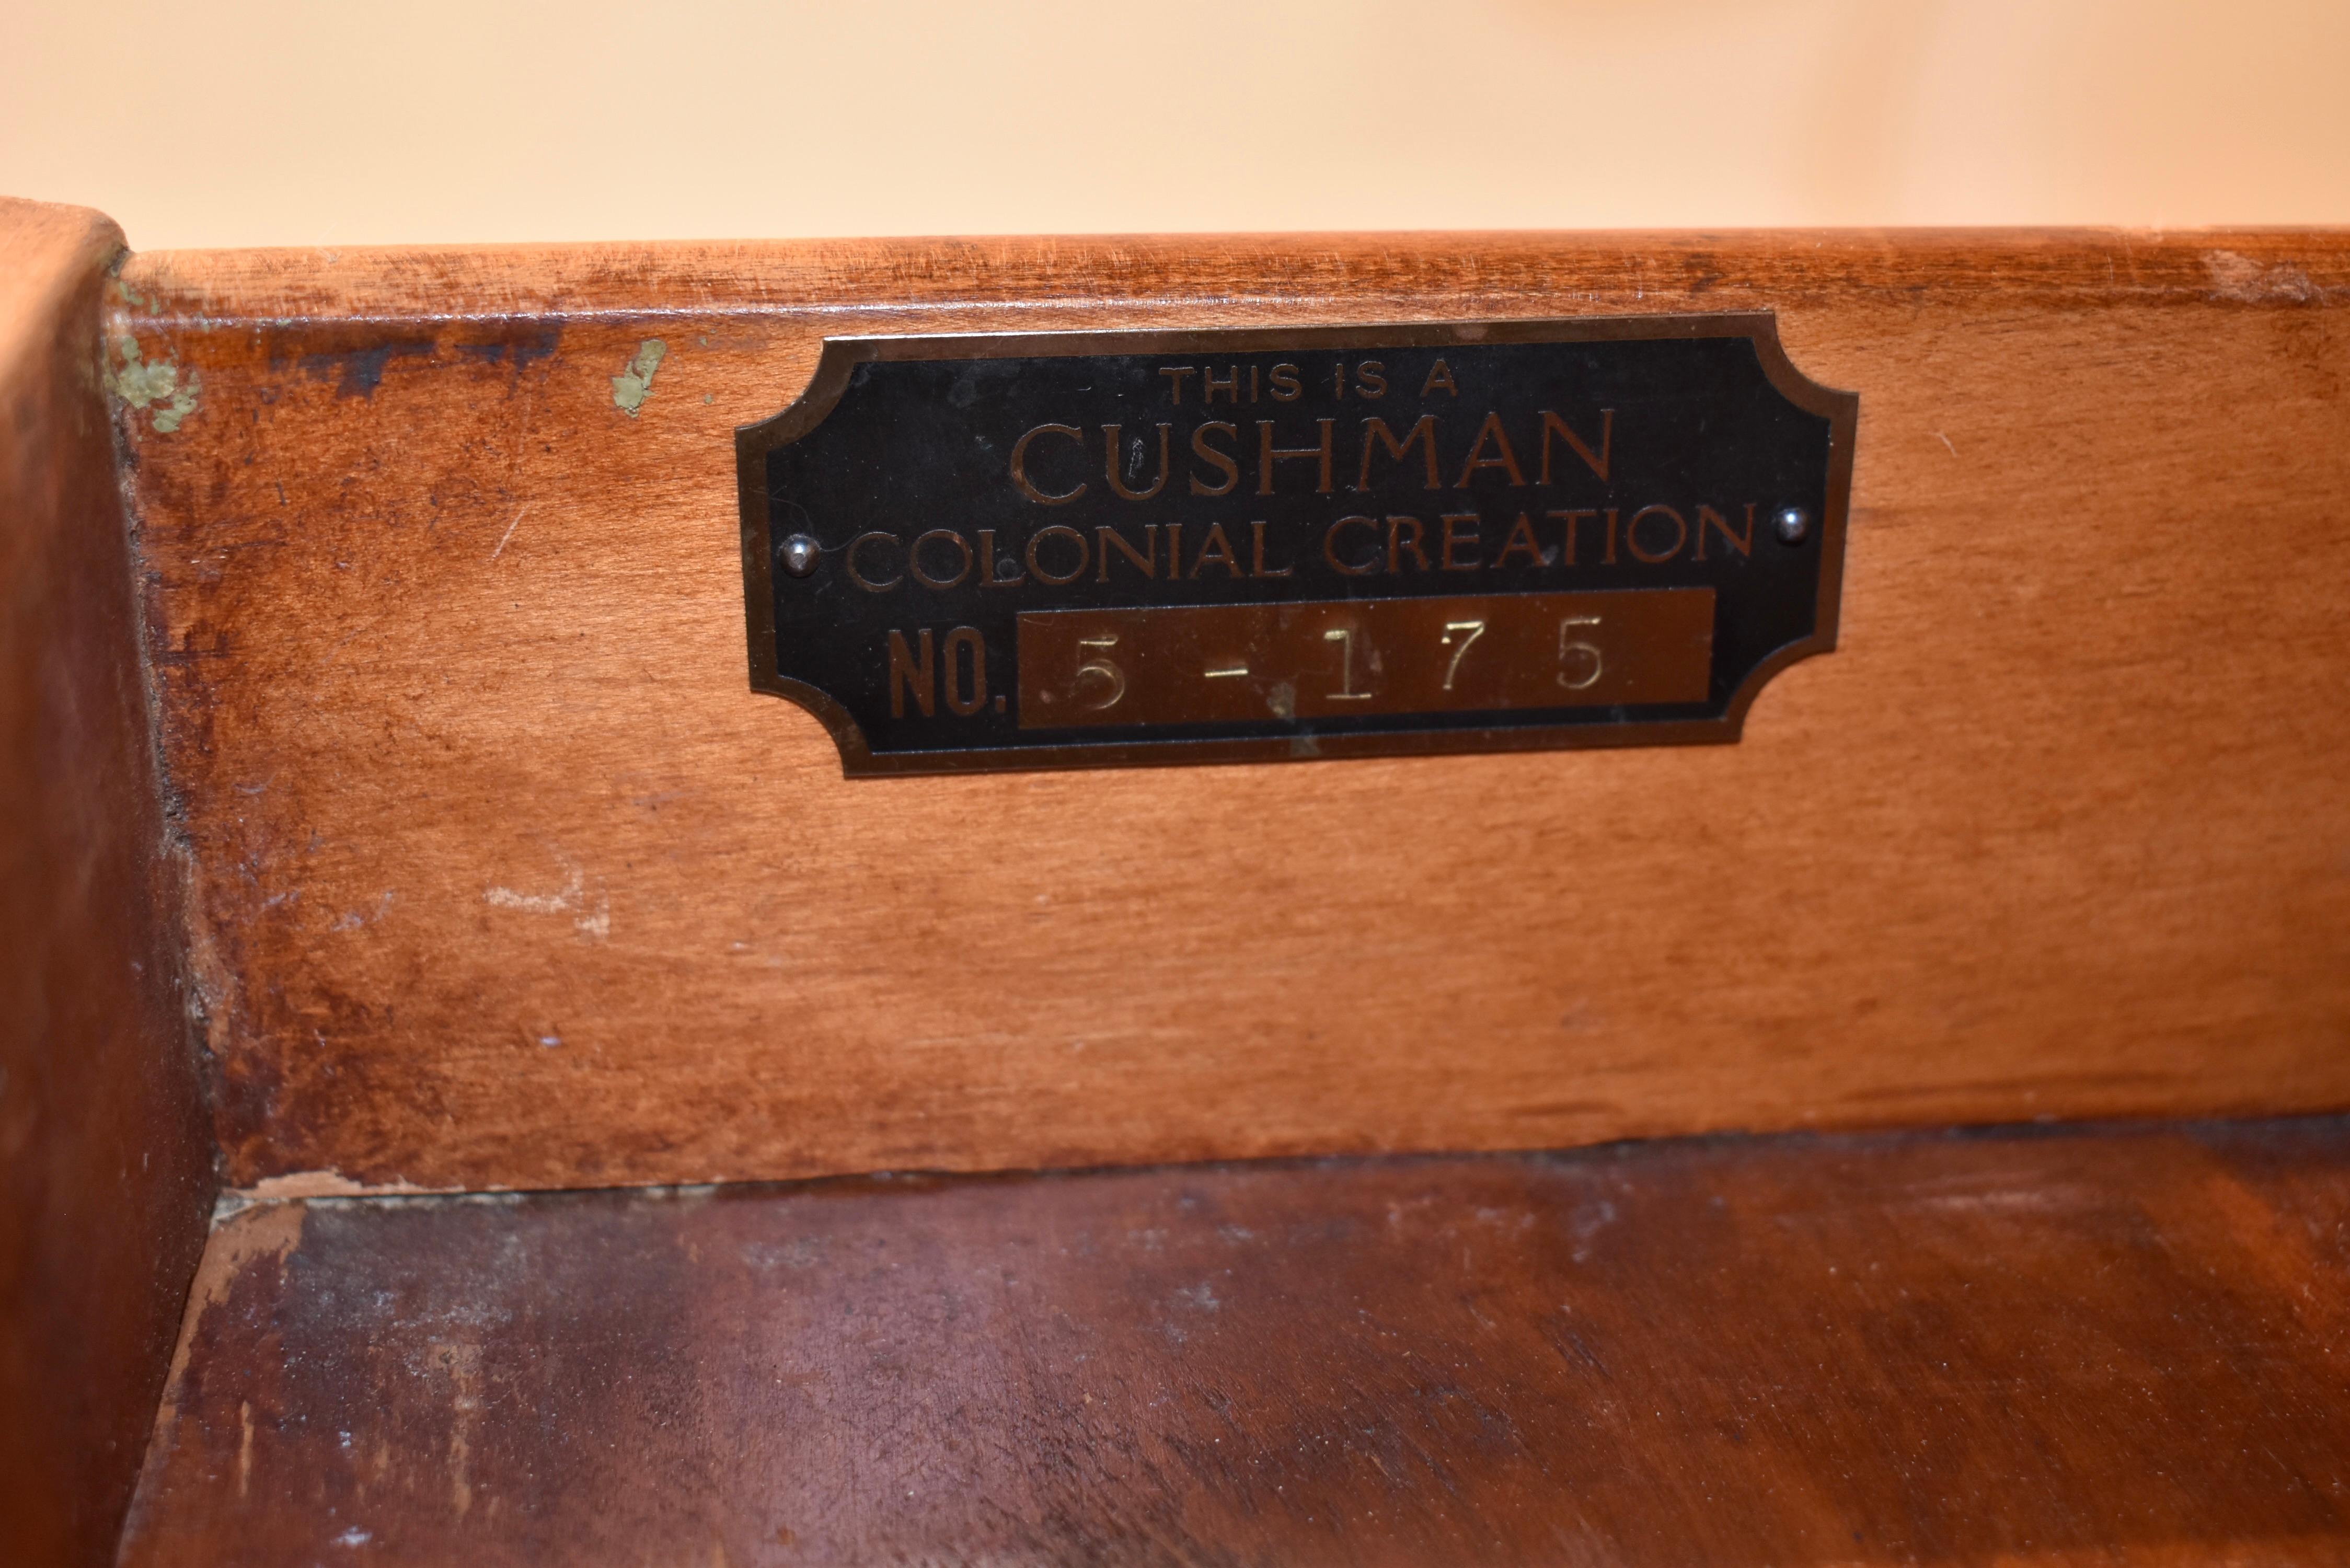 THIS IS A
CUSHMAN
COLONIAL CREATION
NO. 5-175